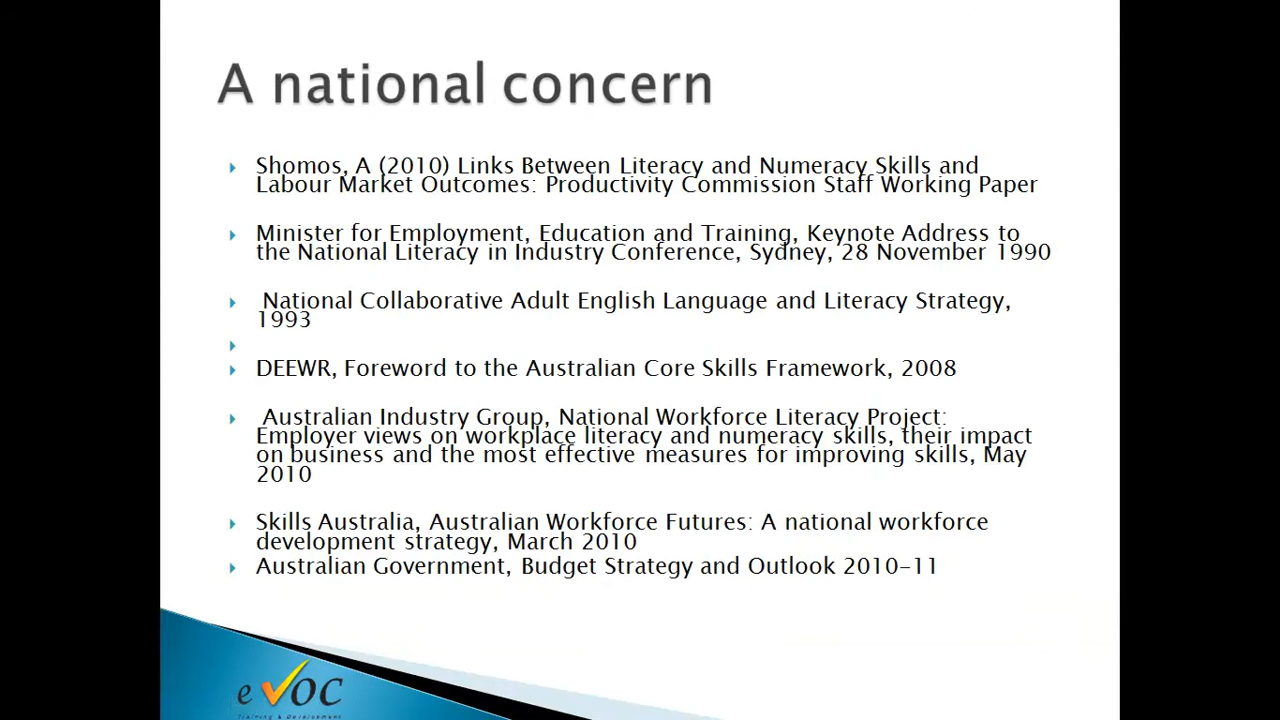 A national concern
Shomos, A (2010) Links Between Literacy and Numeracy Skills and
Labour Market Outcomes: Productivity Commission Staff Working Paper
Minister for Employment, Education and Training, Keynote Address to
the National Literacy in Industry Conference, Sydney, 28 November 1990
National Collaborative Adult English Language and Literacy Strategy,
1993
DEEWR, Foreword to the Australian Core Skills Framework, 2008
Australian Industry Group, National Workforce Literacy Project:
Employer views on workplace literacy and numeracy skills, their impact
on business and the most effective measures for improving skills, May
2010
Skills Australia, Australian Workforce Futures: A national workforce
development strategy, March 2010
Australian Government, Budget Strategy and Outlook 2010-11
eVOC
Training & Development